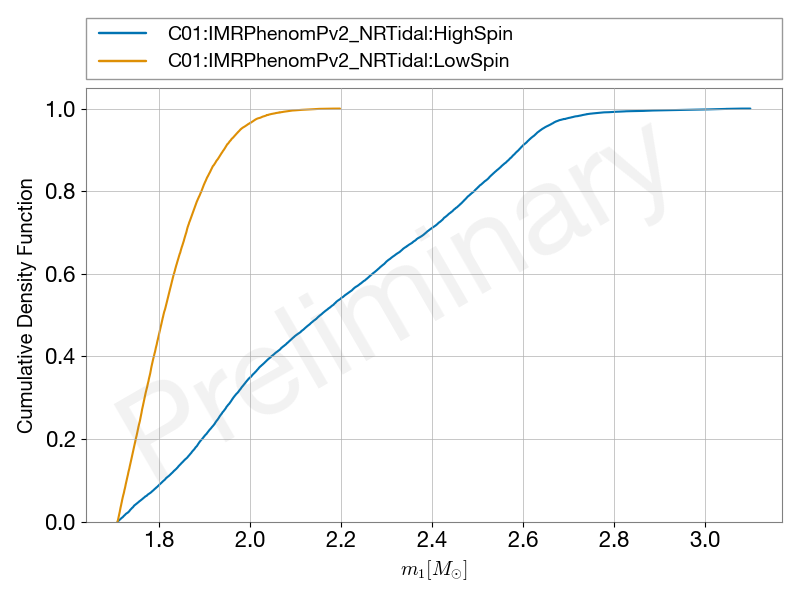 C01:IMRPhenomPv2_NRTidal:HighSpin
C01:IMRPhenomPv2_NRTidal:LowSpin
1.0
0.8
0.6
0.4
0.2
0.0
Cumulative Density Function
Preliminary
1.8 2.0 2.2 2.4 2.6 2.8 3.0
m₁[M☉]